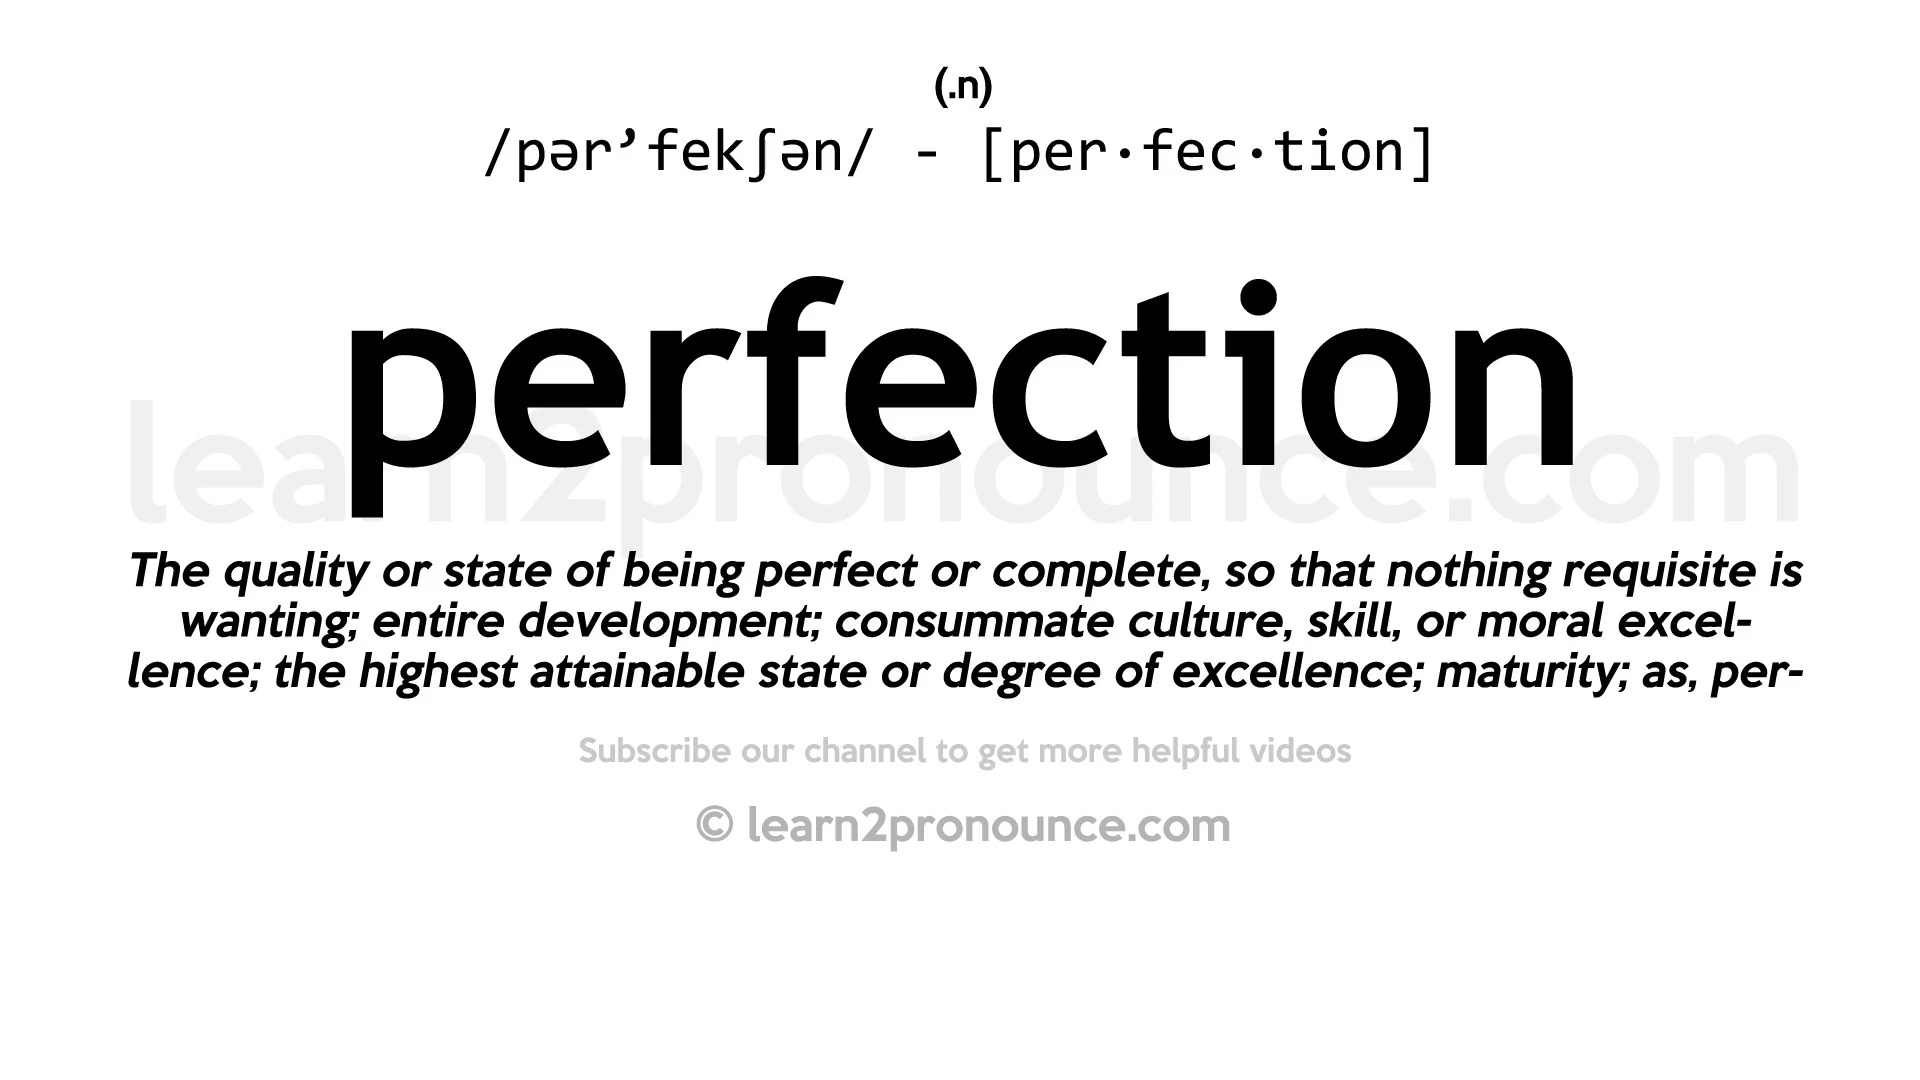 (.n)
/pər’fekʃən/ - [per·fec·tion]
perfection
learn2pronounce.com
The quality or state of being perfect or complete, so that nothing requisite is
wanting; entire development; consummate culture, skill, or moral excel-
lence; the highest attainable state or degree of excellence; maturity; as, per-
Subscribe our channel to get more helpful videos
© learn2pronounce.com